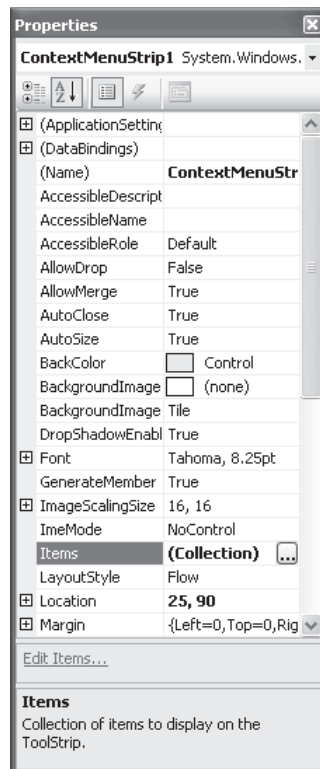 Properties
ContextMenuStrip1 System.Windows.
(ApplicationSetting
(DataBindings)
(Name) ContextMenuStr
AccessibleDescript
AccessibleName
AccessibleRole Default
AllowDrop False
AllowMerge True
AutoClose True
AutoSize True
BackColor Control
BackgroundImage (none)
BackgroundImage Tile
DropShadowEnabl True
Font Tahoma, 8.25pt
GenerateMember True
ImageScalingSize 16, 16
ImeMode NoControl
Items (Collection) ...
LayoutStyle Flow
Location 25, 90
Margin {Left=0,Top=0,Rig
Edit Items...
Items
Collection of items to display on the
ToolStrip.